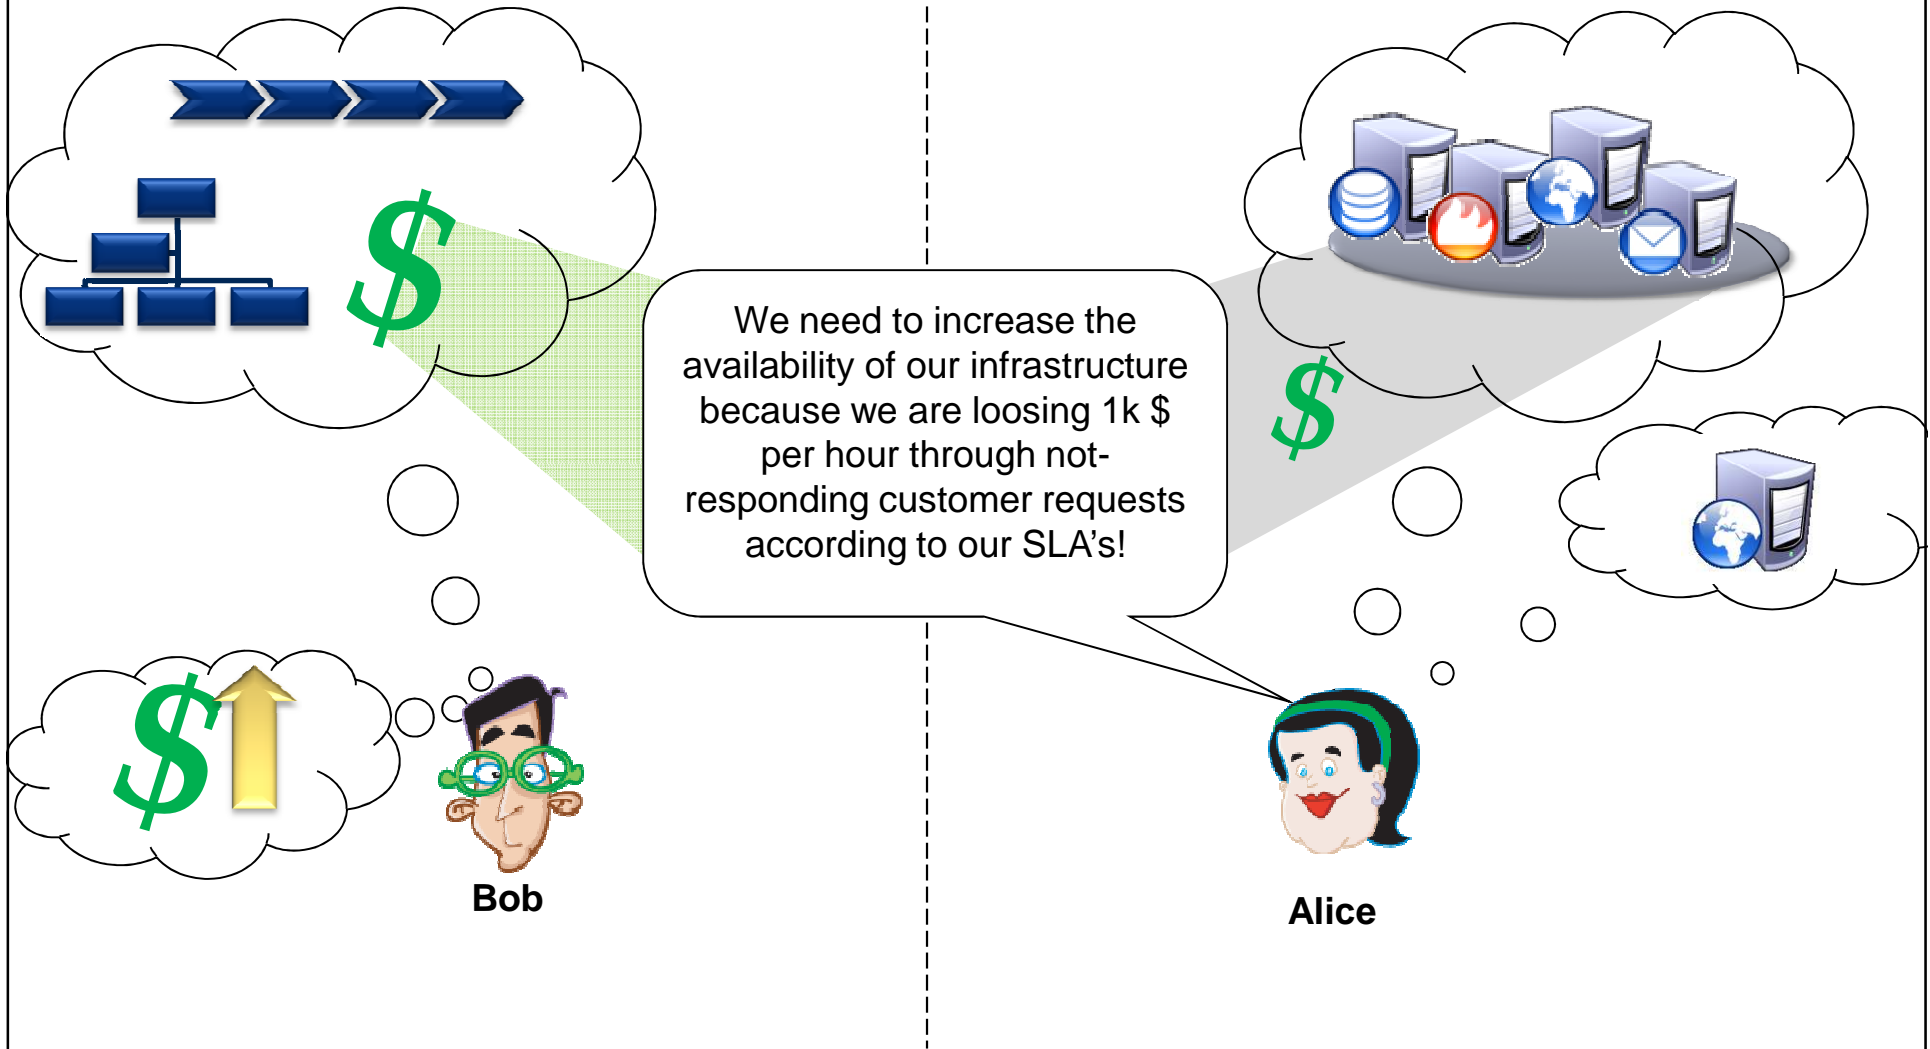 We need to increase the
availability of our infrastructure
because we are loosing 1k $
per hour through not-
responding customer requests
according to our SLA’s!
$
$
$
Bob
Alice